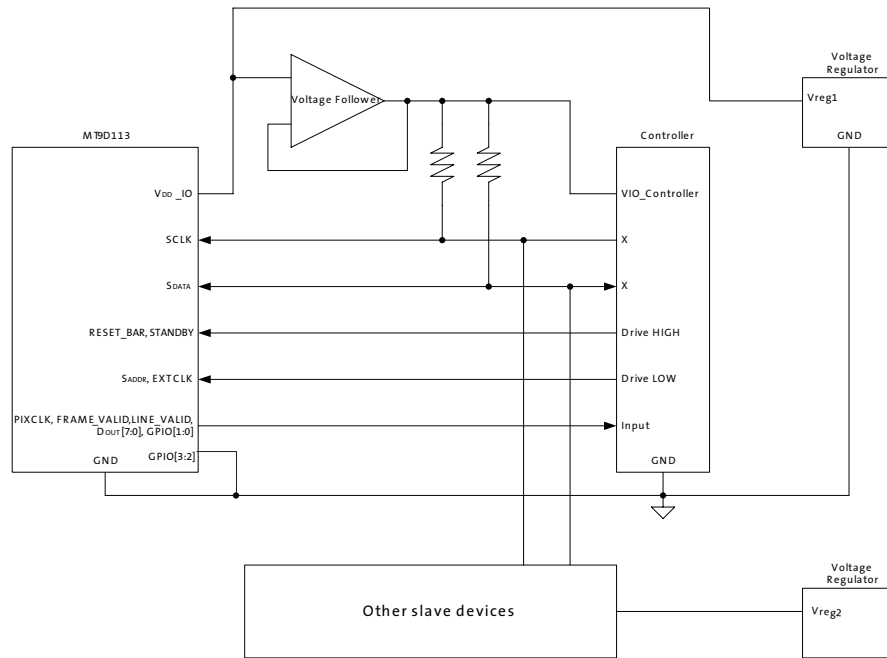 Voltage
Regulator
Vreg1
GND
Voltage Follower
MT9D113
Controller
VDD _IO
VIO_Controller
SCLK
X
SDATA
X
RESET_BAR, STANDBY
Drive HIGH
SADDR, EXTCLK
Drive LOW
PIXCLK, FRAME_VALID,LINE_VALID,
DOUT[7:0], GPIO[1:0]
Input
GPIO[3:2]
GND
GND
Voltage
Regulator
Other slave devices
Vreg2